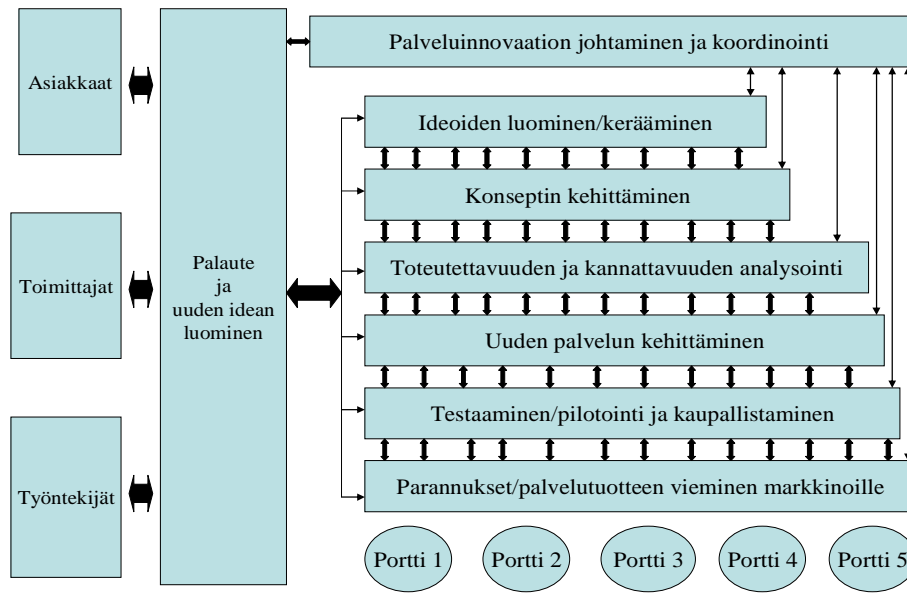 Palveluinnovaation johtaminen ja koordinointi
Asiakkaat
Ideoiden luominen/kerääminen
Konseptin kehittäminen
Toimittajat
Palaute
ja
uuden idean
luominen
Toteutettavuuden ja kannattavuuden analysointi
Uuden palvelun kehittäminen
Testaaminen/pilotointi ja kaupallistaminen
Työntekijät
Parannukset/palvelutuotteen vieminen markkinoille
Portti 1
Portti 2
Portti 3
Portti 4
Portti 5